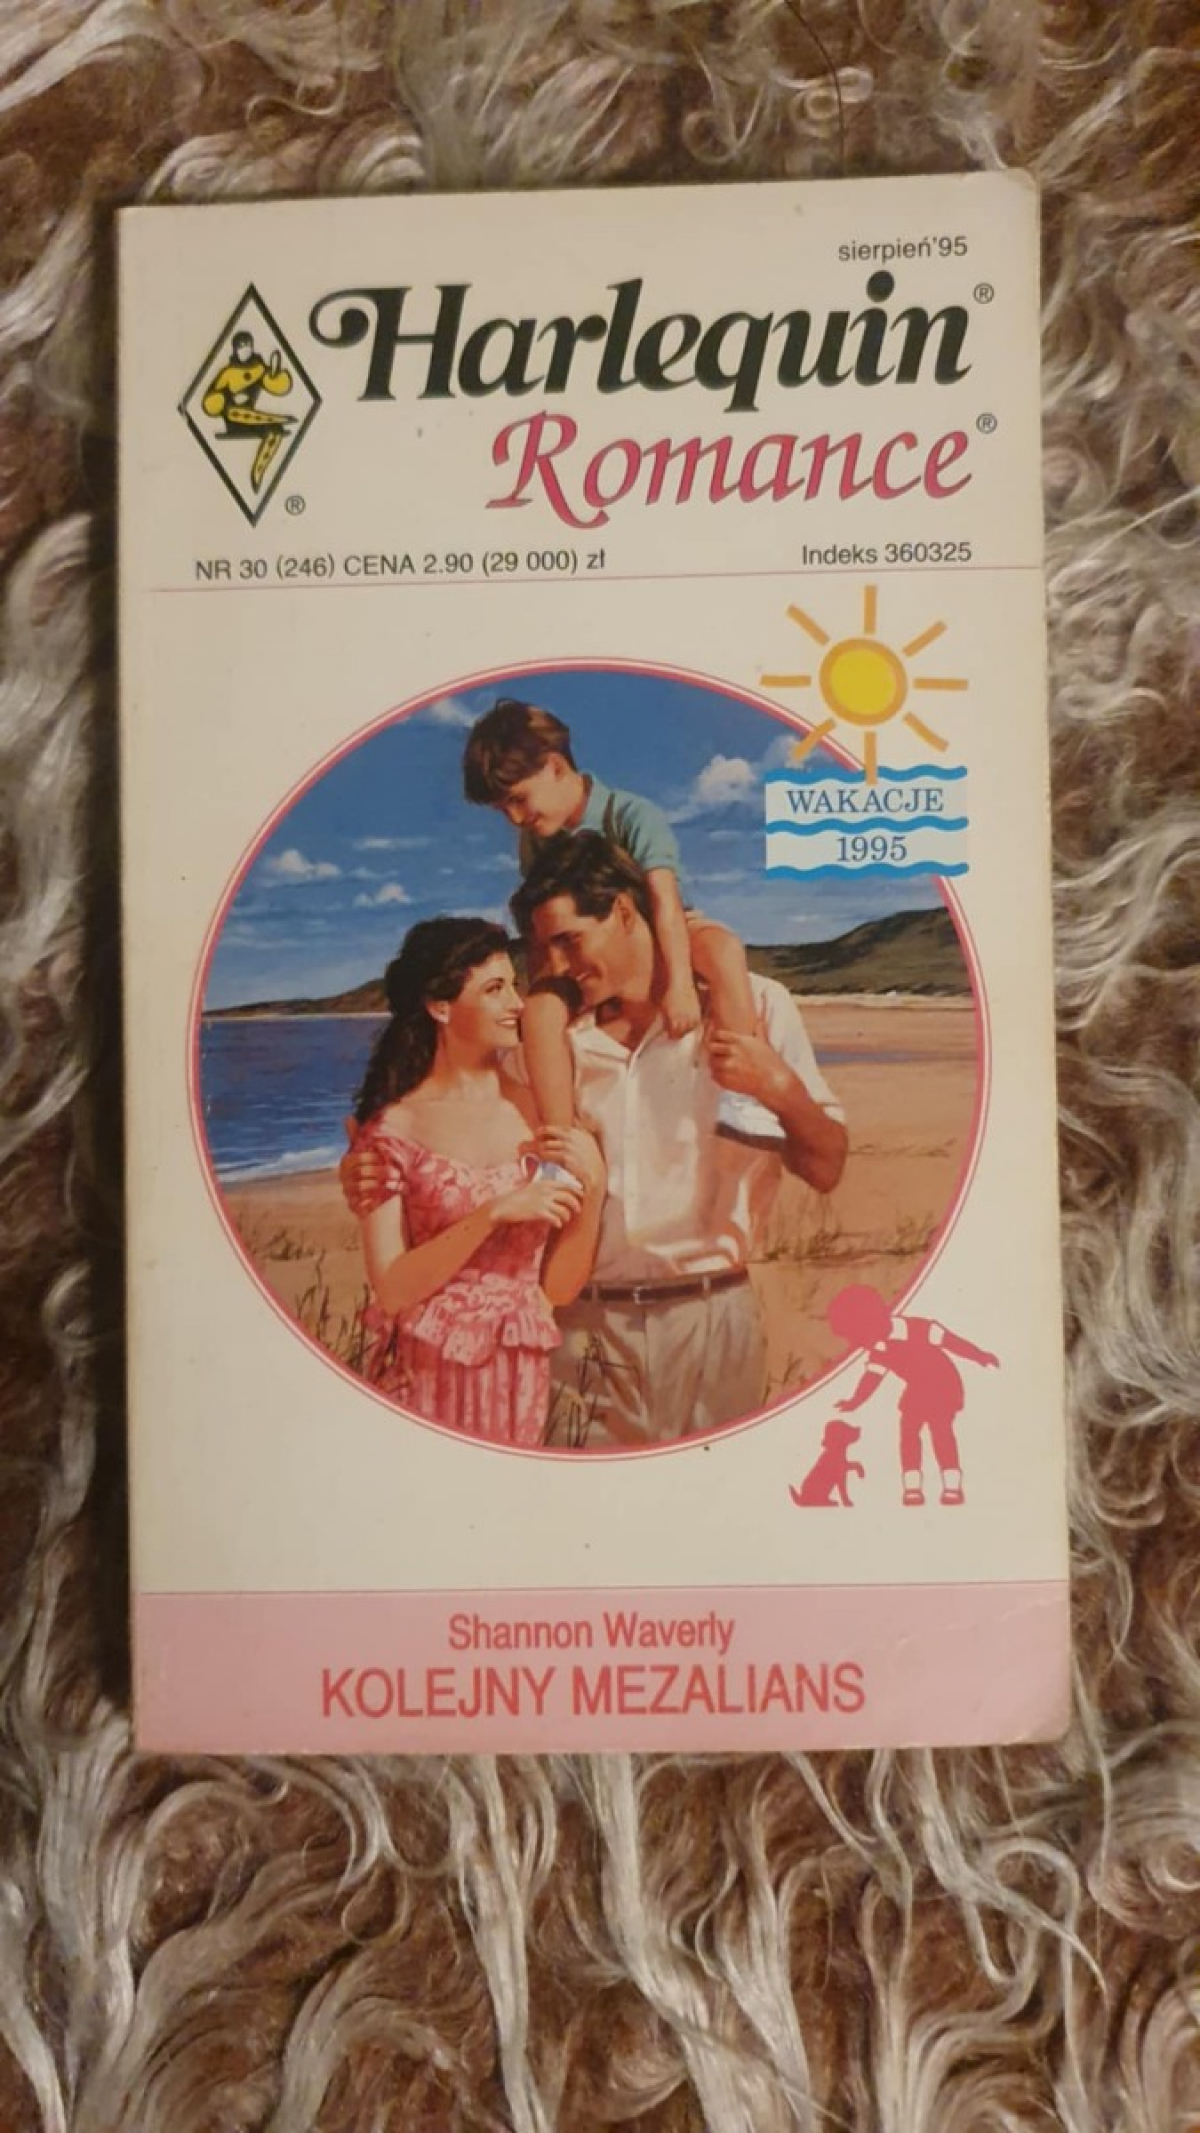 sierpień'95
Harlequin®
Romance®
®
NR 30 (246) CENA 2.90 (29 000) zł
Indeks 360325
WAKACJE
1995
Shannon Waverly
KOLEJNY MEZALIANS